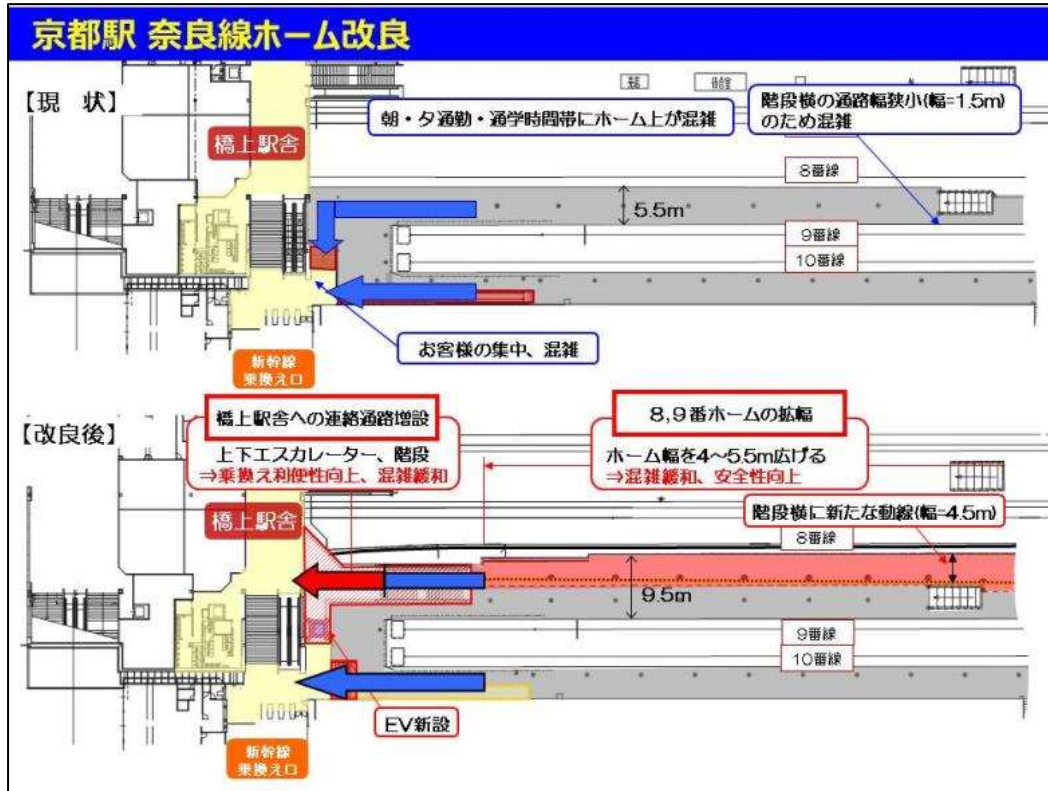 京都駅 奈良線ホーム改良
【現　状】
橋上駅舎
朝・夕通勤・通学時間帯にホーム上が混雑
階段横の通路幅狭小(幅=1.5m)
のため混雑
8番線
5.5m
9番線
10番線
お客様の集中、混雑
新幹線
乗換え口
【改良後】
橋上駅舎への連絡通路増設
上下エスカレーター、階段
⇒乗換え利便性向上、混雑緩和
8,9番ホームの拡幅
ホーム幅を4～5.5m広げる
⇒混雑緩和、安全性向上
橋上駅舎
階段横に新たな動線(幅=4.5m)
8番線
9.5m
9番線
10番線
EV新設
新幹線
乗換え口